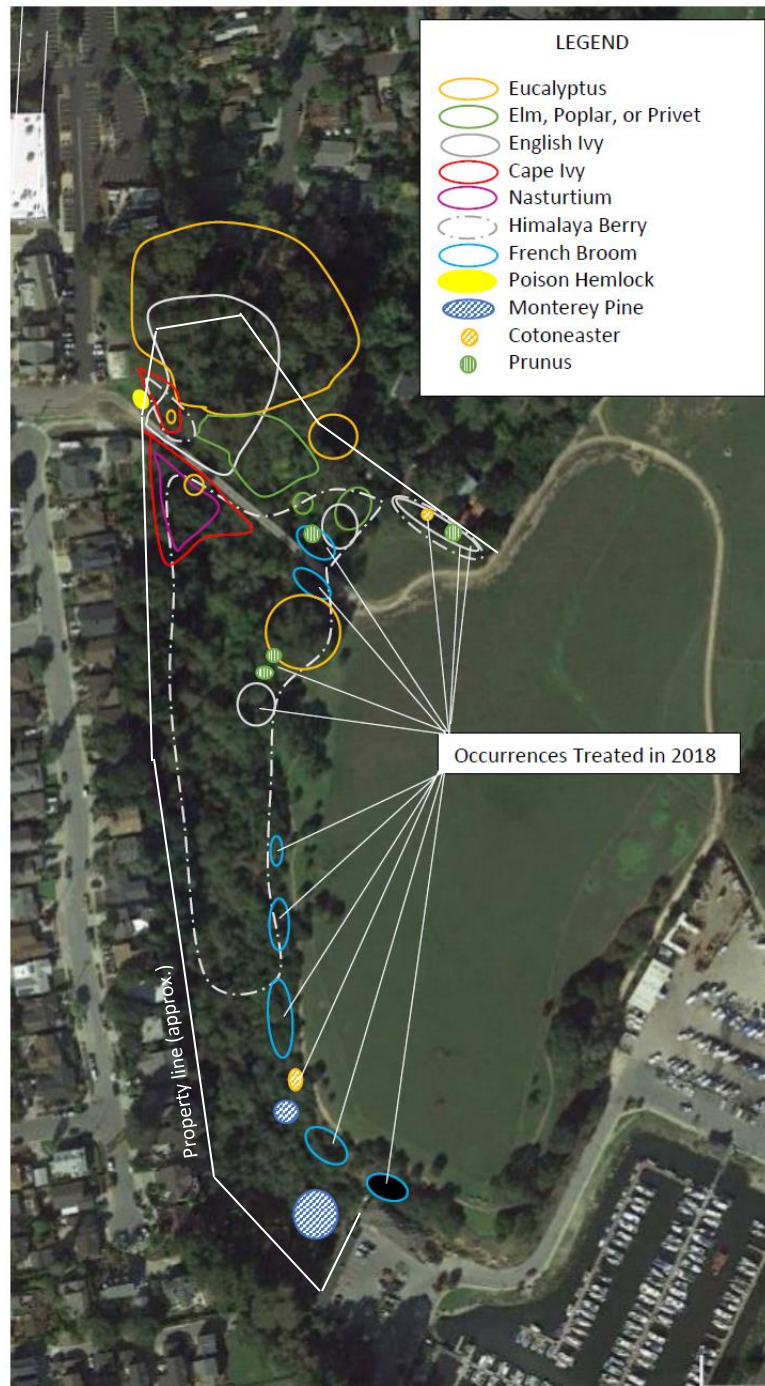 LEGEND
Eucalyptus
Elm, Poplar, or Privet
English Ivy
Cape Ivy
Nasturtium
Himalaya Berry
French Broom
Poison Hemlock
Monterey Pine
Cotoneaster
Prunus
Occurrences Treated in 2018
Property line (approx.)